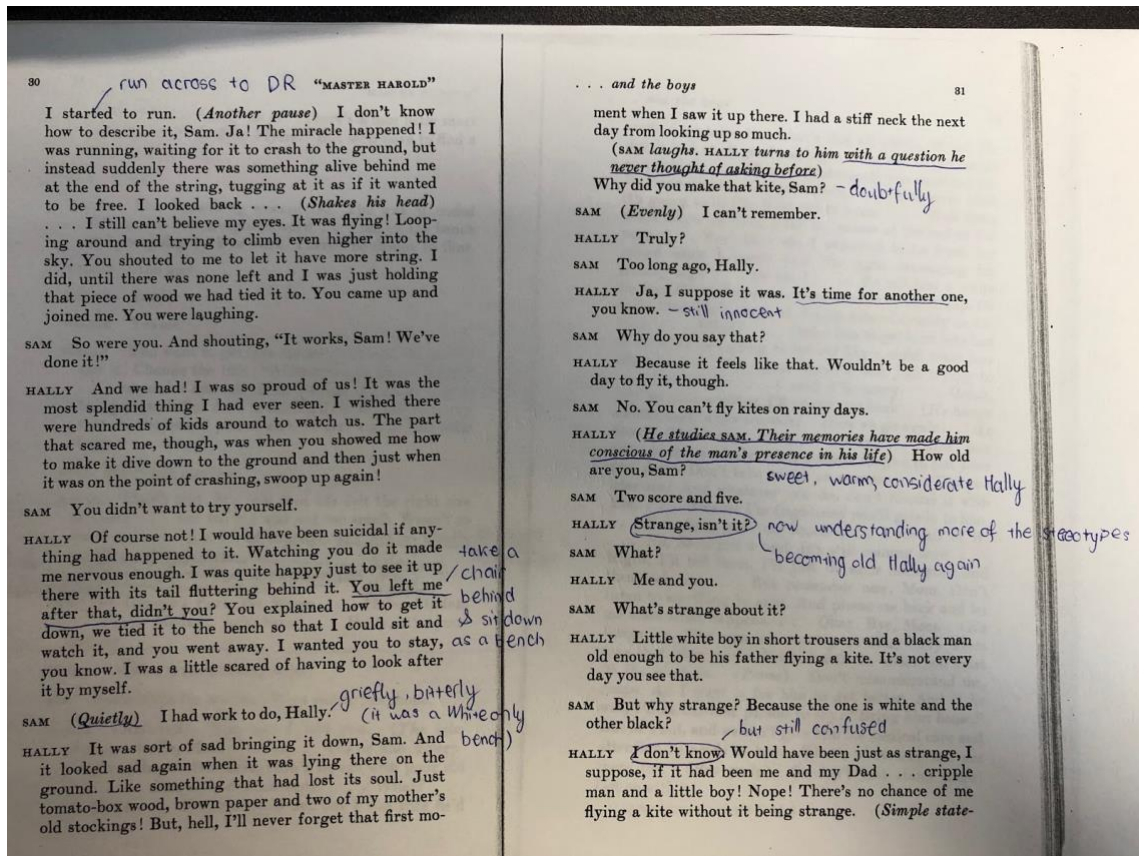 30 run across to DR "MASTER HAROLD"
I started to run. (Another pause) I don't know
how to describe it, Sam. Ja! The miracle happened! I
was running, waiting for it to crash to the ground, but
instead suddenly there was something alive behind me
at the end of the string, tugging at it as if it wanted
to be free. I looked back . . . (Shakes his head)
. . . I still can't believe my eyes. It was flying! Loop-
ing around and trying to climb even higher into the
sky. You shouted to me to let it have more string. I
did, until there was none left and I was just holding
that piece of wood we had tied it to. You came up and
joined me. You were laughing.
SAM So were you. And shouting, "It works, Sam! We've
done it!"
HALLY And we had! I was so proud of us! It was the
most splendid thing I had ever seen. I wished there
were hundreds of kids around to watch us. The part
that scared me, though, was when you showed me how
to make it dive down to the ground and then just when
it was on the point of crashing, swoop up again!
SAM You didn't want to try yourself.
HALLY Of course not! I would have been suicidal if any-
thing had happened to it. Watching you do it made
me nervous enough. I was quite happy just to see it up
there with its tail fluttering behind it. You left me
after that, didn't you? You explained how to get it
down, we tied it to the bench so that I could sit and
watch it, and you went away. I wanted you to stay,
you know. I was a little scared of having to look after
it by myself.
take a
chair
behind
& sit down
as a bench
SAM (Quietly) I had work to do, Hally.
griefly, bitterly
(it was a White only
bench)
HALLY It was sort of sad bringing it down, Sam. And
it looked sad again when it was lying there on the
ground. Like something that had lost its soul. Just
tomato-box wood, brown paper and two of my mother's
old stockings! But, hell, I'll never forget that first mo-
. . . and the boys 31
ment when I saw it up there. I had a stiff neck the next
day from looking up so much.
(SAM laughs. HALLY turns to him with a question he
never thought of asking before)
Why did you make that kite, Sam? - doubtfully
SAM (Evenly) I can't remember.
HALLY Truly?
SAM Too long ago, Hally.
HALLY Ja, I suppose it was. It's time for another one,
you know. - still innocent
SAM Why do you say that?
HALLY Because it feels like that. Wouldn't be a good
day to fly it, though.
SAM No. You can't fly kites on rainy days.
HALLY (He studies SAM. Their memories have made him
conscious of the man's presence in his life) How old
are you, Sam?
sweet, warm, considerate Hally
SAM Two score and five.
HALLY Strange, isn't it? now understanding more of the stereotypes
becoming old Hally again
SAM What?
HALLY Me and you.
SAM What's strange about it?
HALLY Little white boy in short trousers and a black man
old enough to be his father flying a kite. It's not every
day you see that.
SAM But why strange? Because the one is white and the
other black?
but still confused
HALLY I don't know. Would have been just as strange, I
suppose, if it had been me and my Dad . . . cripple
man and a little boy! Nope! There's no chance of me
flying a kite without it being strange. (Simple state-